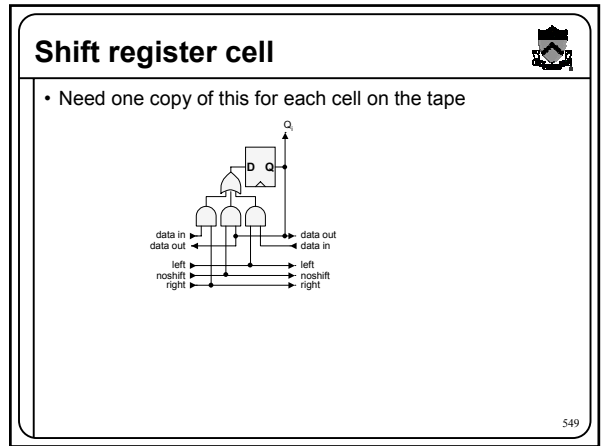 Shift register cell
• Need one copy of this for each cell on the tape
Qi
D Q
data in data out
data out data in
left left
noshift noshift
right right
549